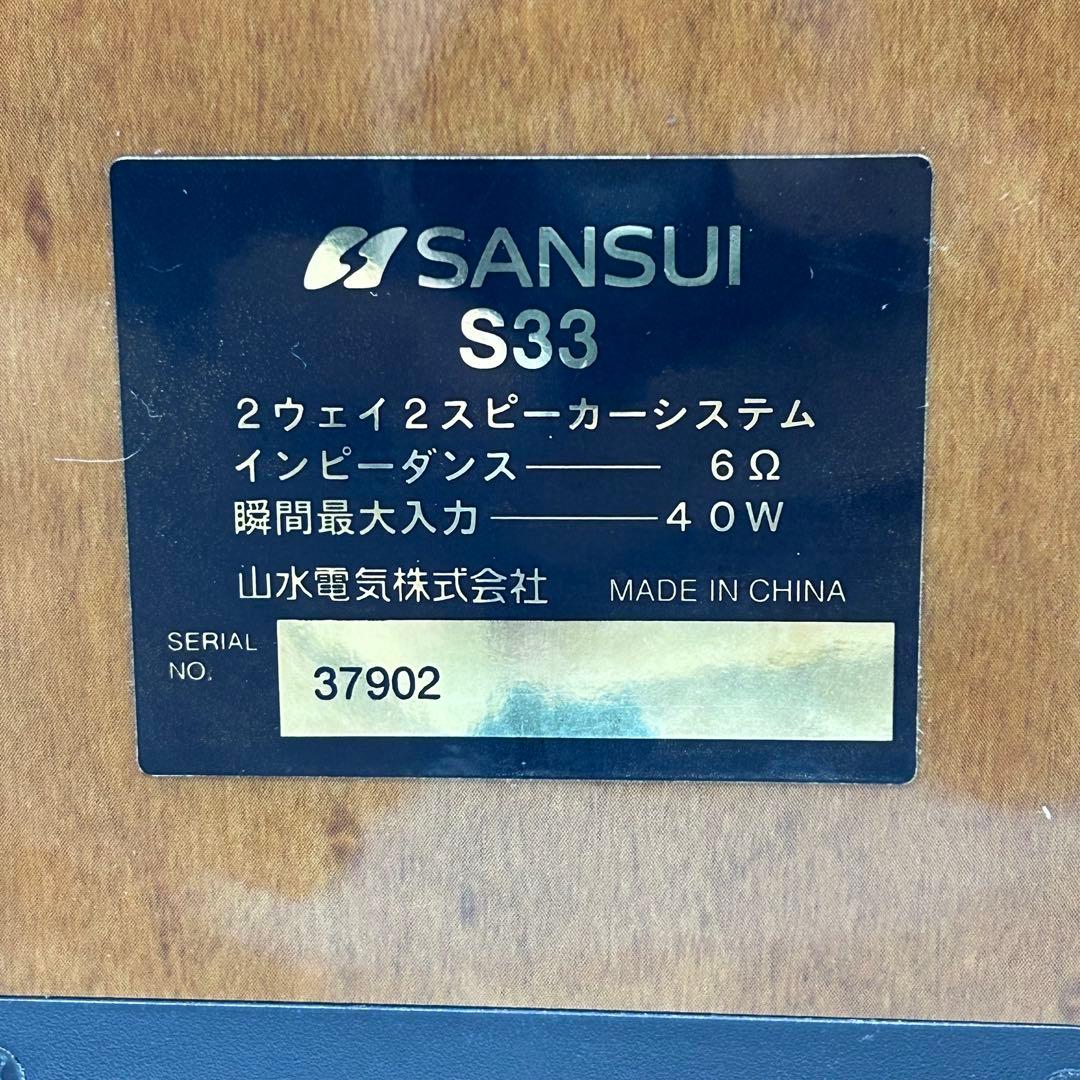 SANSUI
S33
2ウェイ2スピーカーシステム
インピーダンス 6Ω
瞬間最大入力 40W
山水電気株式会社 MADE IN CHINA
SERIAL NO. 37902